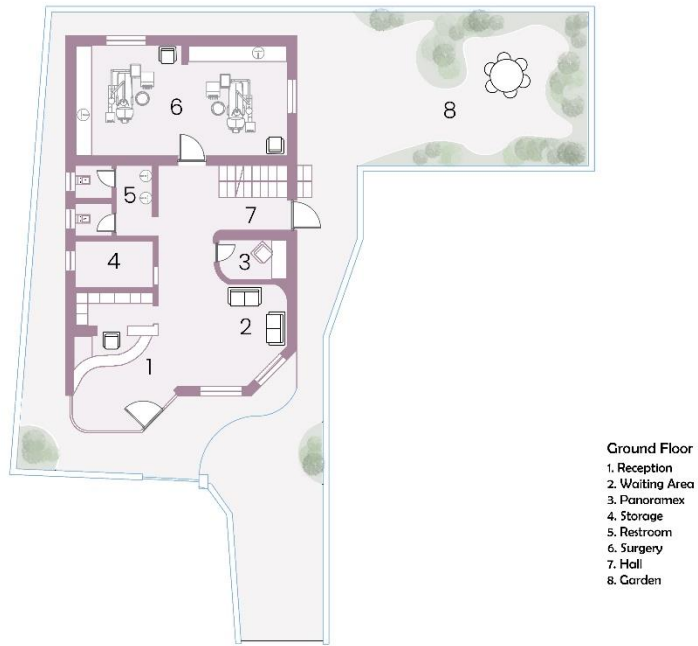 6
8
5
7
4
3
2
1
Ground Floor
1. Reception
2. Waiting Area
3. Panoramex
4. Storage
5. Restroom
6. Surgery
7. Hall
8. Garden